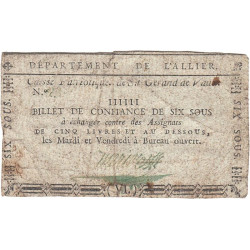 DÉPARTEMENT DE L'ALLIER.
Caisse Patriotique de St Gerand de Vaux
N.
IIIIII
BILLET DE CONFIANCE DE SIX SOUS
à échanger contre des Assignats
DE CINQ LIVRES ET AU DESSOUS,
les Mardi et Vendredi à Bureau ouvert.
SIX SOUS.
SIX SOUS.